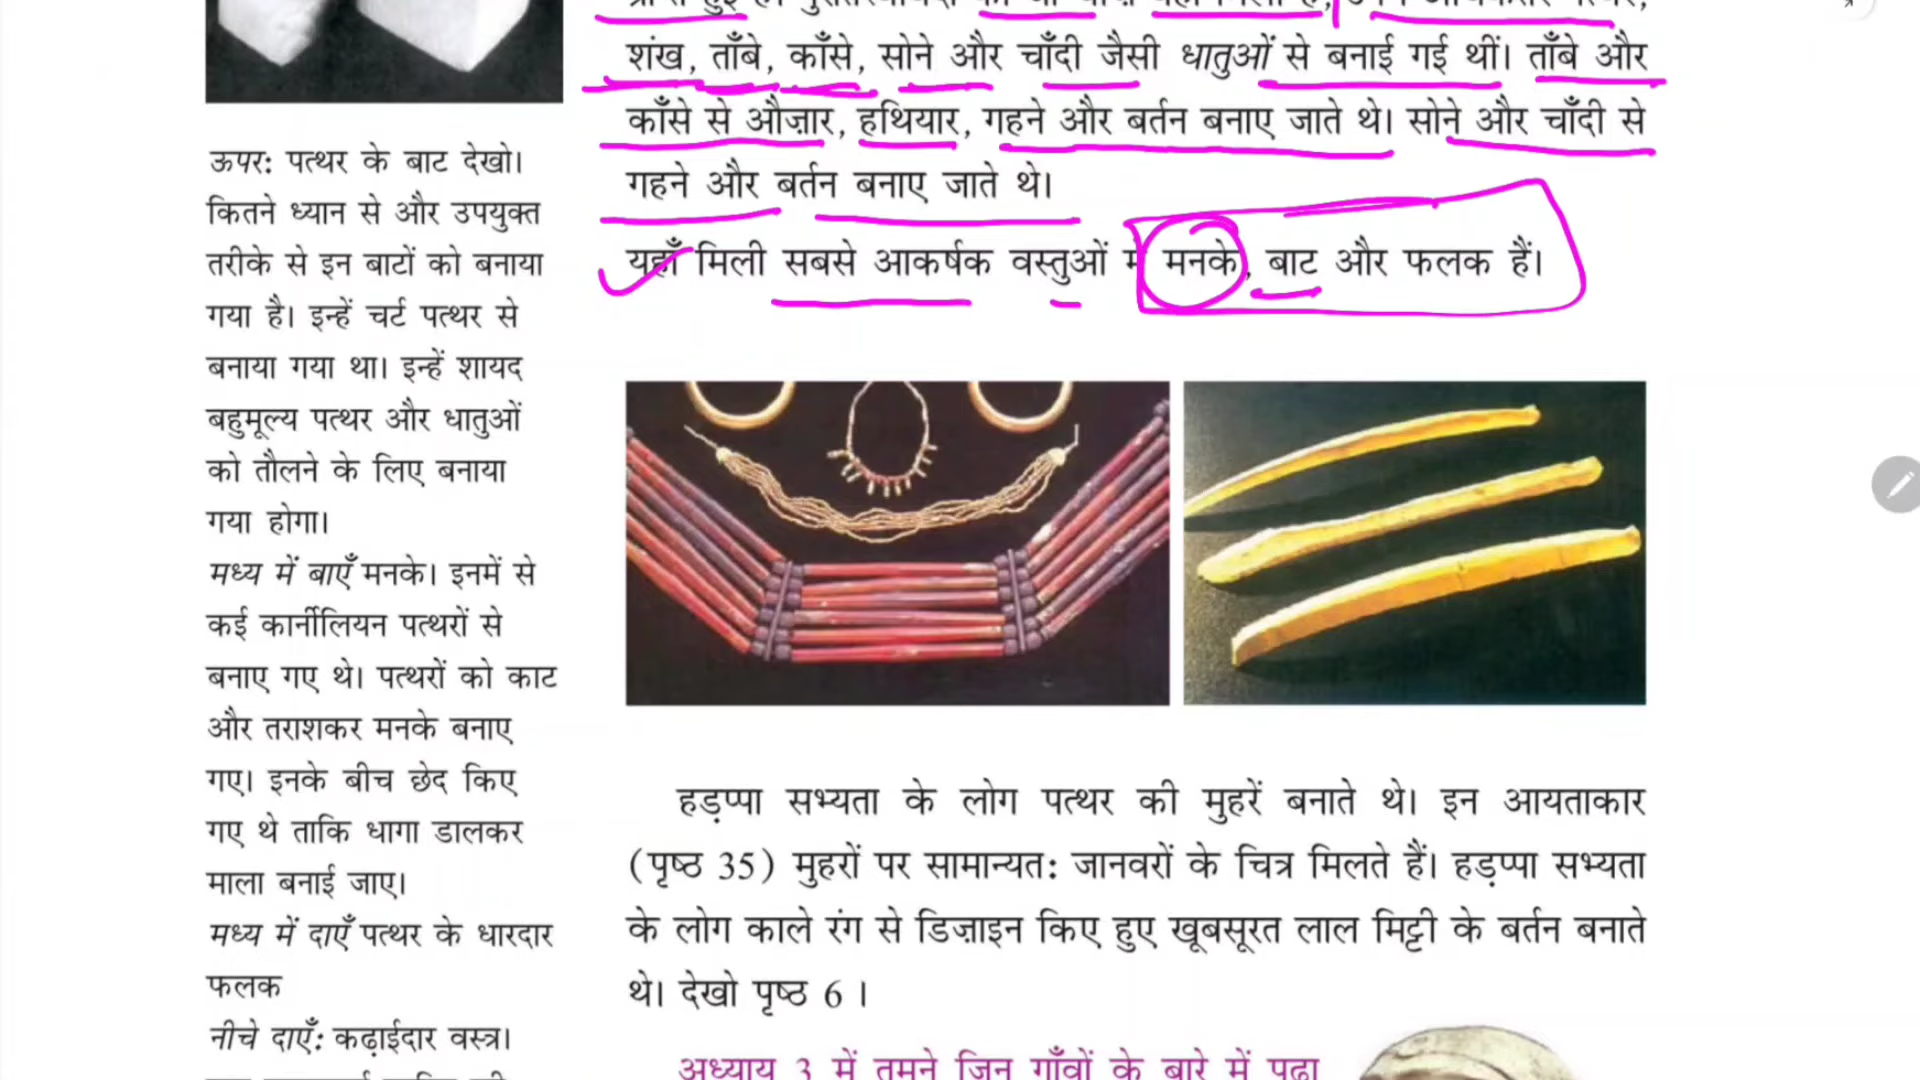 ऊपर: पत्थर के बाट देखो।
कितने ध्यान से और उपयुक्त
तरीके से इन बाटों को बनाया
गया है। इन्हें चर्ट पत्थर से
बनाया गया था। इन्हें शायद
बहुमूल्य पत्थर और धातुओं
को तौलने के लिए बनाया
गया होगा।
मध्य में बाएँ मनके। इनमें से
कई कार्नीलियन पत्थरों से
बनाए गए थे। पत्थरों को काट
और तराशकर मनके बनाए
गए। इनके बीच छेद किए
गए थे ताकि धागा डालकर
माला बनाई जाए।
मध्य में दाएँ पत्थर के धारदार
फलक
नीचे दाएँ: कढ़ाईदार वस्त्र।
शंख, ताँबे, काँसे, सोने और चाँदी जैसी धातुओं से बनाई गई थीं। ताँबे और
काँसे से औज़ार, हथियार, गहने और बर्तन बनाए जाते थे। सोने और चाँदी से
गहने और बर्तन बनाए जाते थे।
यहाँ मिली सबसे आकर्षक वस्तुओं में मनके, बाट और फलक हैं।
हड़प्पा सभ्यता के लोग पत्थर की मुहरें बनाते थे। इन आयताकार
(पृष्ठ 35) मुहरों पर सामान्यत: जानवरों के चित्र मिलते हैं। हड़प्पा सभ्यता
के लोग काले रंग से डिज़ाइन किए हुए खूबसूरत लाल मिट्टी के बर्तन बनाते
थे। देखो पृष्ठ 6 ।
अध्याय 3 में तुमने जिन गाँवों के बारे में पढ़ा